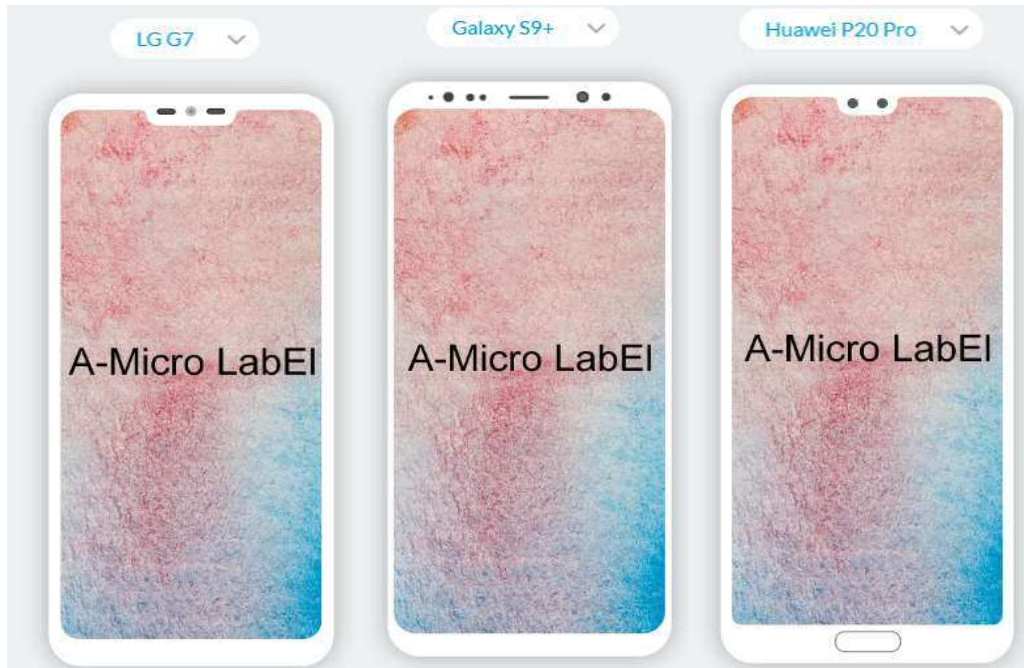 LG G7
Galaxy S9+
Huawei P20 Pro
A-Micro LabEl
A-Micro LabEl
A-Micro LabEl